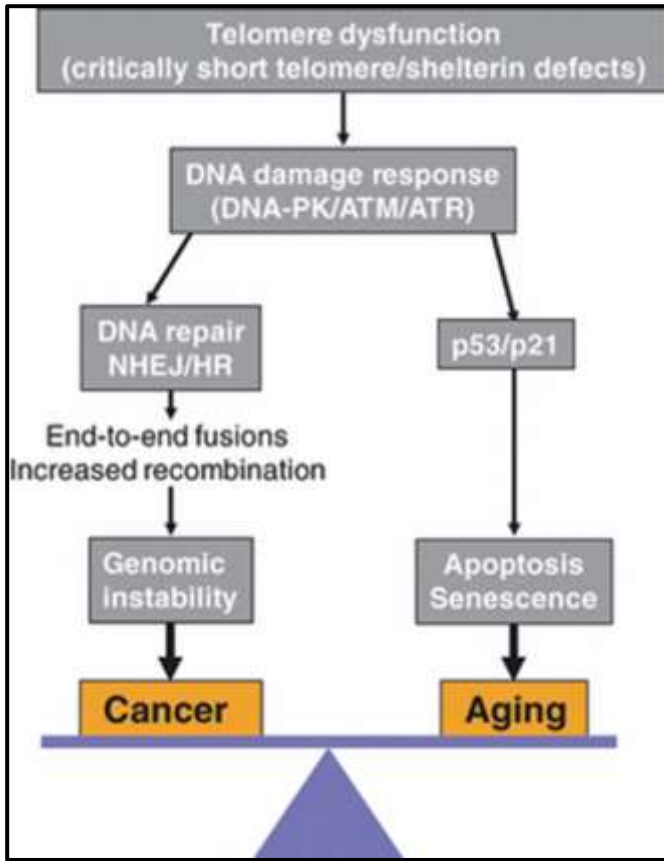 Telomere dysfunction
(critically short telomere/shelterin defects)
DNA damage response
(DNA-PK/ATM/ATR)
DNA repair
NHEJ/HR
p53/p21
End-to-end fusions
Increased recombination
Genomic
instability
Apoptosis
Senescence
Cancer
Aging